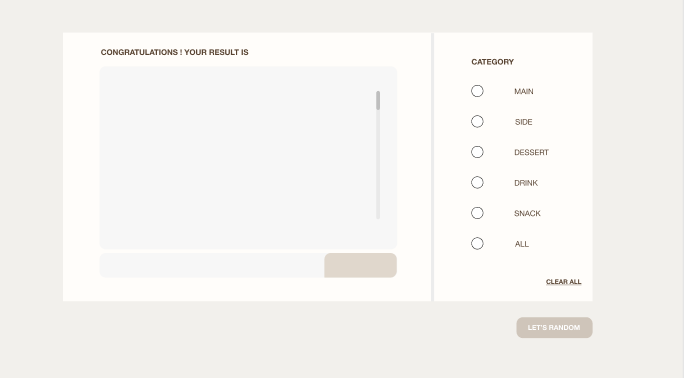 CONGRATULATIONS ! YOUR RESULT IS
CATEGORY
MAIN
SIDE
DESSERT
DRINK
SNACK
ALL
CLEAR ALL
LET'S RANDOM